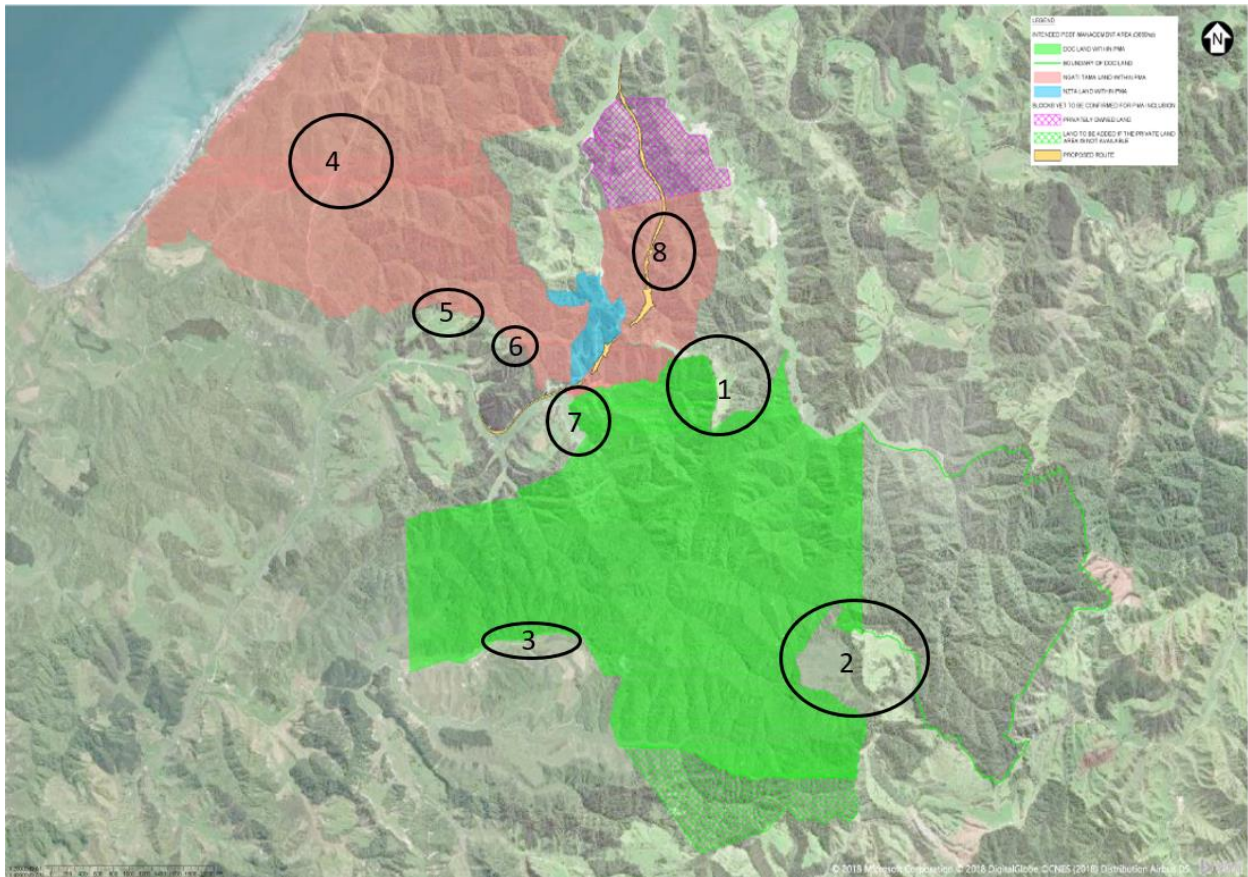 LEGEND
N
INTENDED PEST MANAGEMENT AREA
DOC LAND WITHIN PMA
BOUNDARY OF DOC LAND
NGATI TAMA LAND WITHIN PMA
NZTA LAND WITHIN PMA
BLOCKS YET TO BE CONFIRMED FOR PMA INCLUSION
PRIVATELY OWNED LAND
LAND TO BE ADDED IF THE PRIVATE LAND
AREA IS NOT AVAILABLE
PROPOSED ROUTE
4
8
5
6
1
7
3
2
© 2018 Microsoft Corporation © 2018 DigitalGlobe ©CNES (2018) Distribution Airbus DS